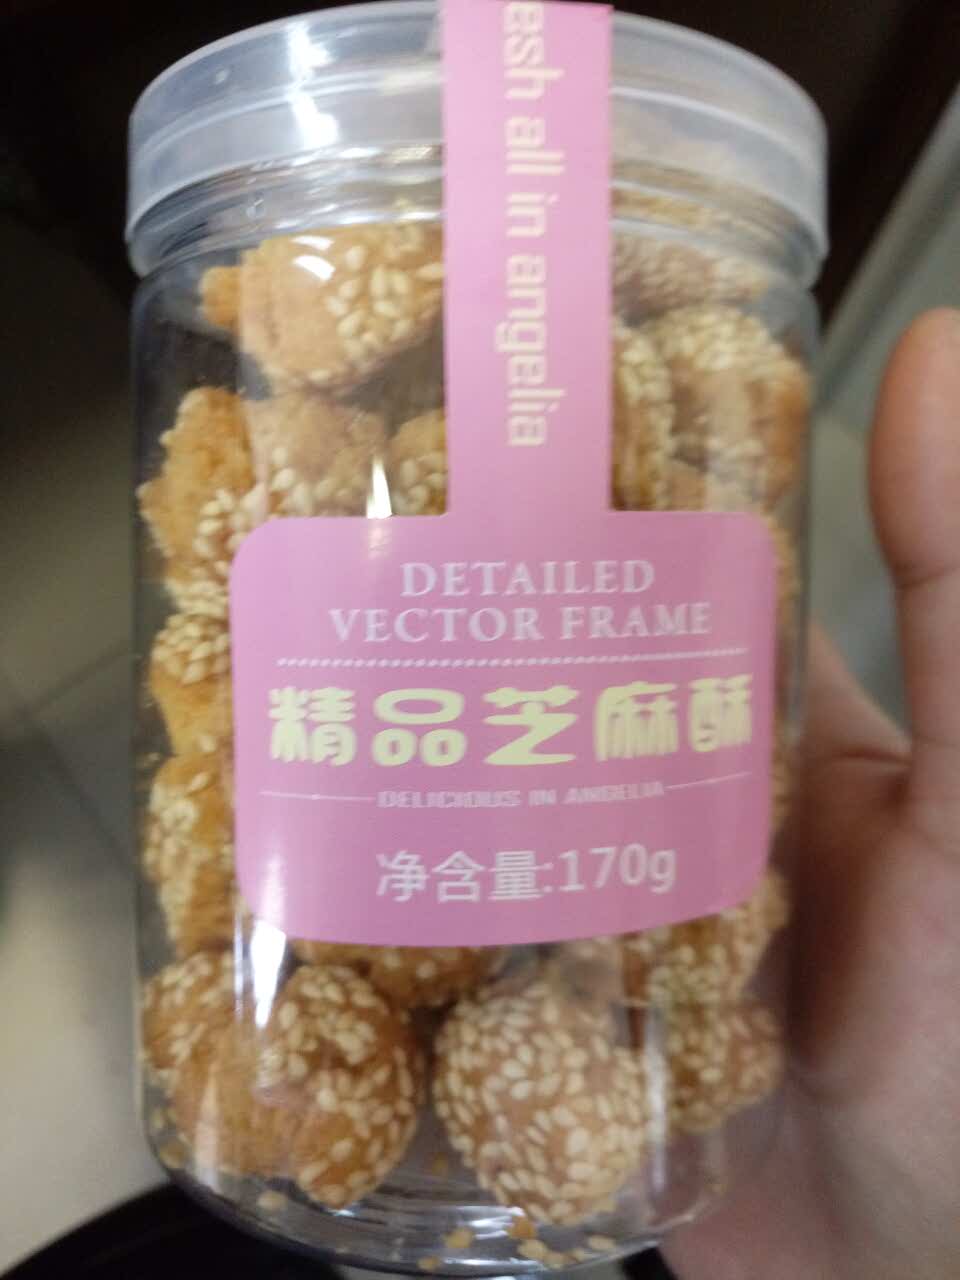 esh all in angelia
DETAILED
VECTOR FRAME
精品芝麻酥
DELICIOUS IN ANGELIA
净含量:170g